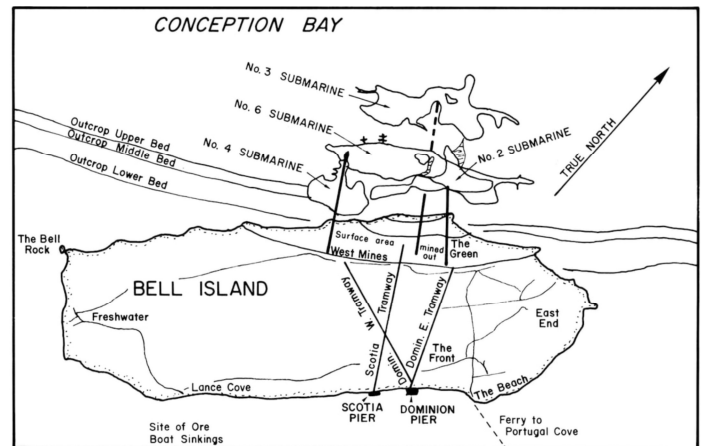 CONCEPTION BAY
No. 3 SUBMARINE
No. 6 SUBMARINE
No. 4 SUBMARINE
No. 2 SUBMARINE
TRUE NORTH
Outcrop Upper Bed
Outcrop Middle Bed
Outcrop Lower Bed
The Bell
Rock
Surface area
mined
out
The
Green
West Mines
BELL ISLAND
Freshwater
Domin. W. Tramway
Scotia Tramway
Domin. E. Tramway
East
End
The
Front
Lance Cove
The Beach
SCOTIA
PIER
DOMINION
PIER
Site of Ore
Boat Sinkings
Ferry to
Portugal Cove